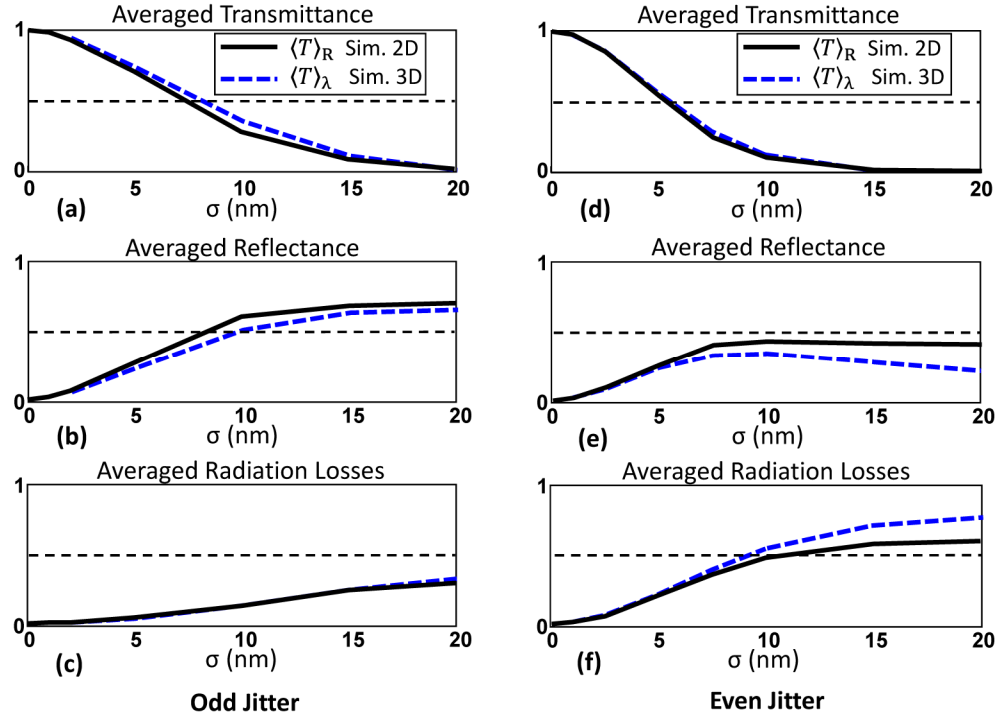 Averaged Transmittance
1
⟨T⟩R Sim. 2D
⟨T⟩λ Sim. 3D
0
0 5 10 15 20
(a) σ (nm)
Averaged Reflectance
1
0
0 5 10 15 20
(b) σ (nm)
Averaged Radiation Losses
1
0
0 5 10 15 20
(c) σ (nm)
Odd Jitter
Averaged Transmittance
1
⟨T⟩R Sim. 2D
⟨T⟩λ Sim. 3D
0
0 5 10 15 20
(d) σ (nm)
Averaged Reflectance
1
0
0 5 10 15 20
(e) σ (nm)
Averaged Radiation Losses
1
0
0 5 10 15 20
(f) σ (nm)
Even Jitter